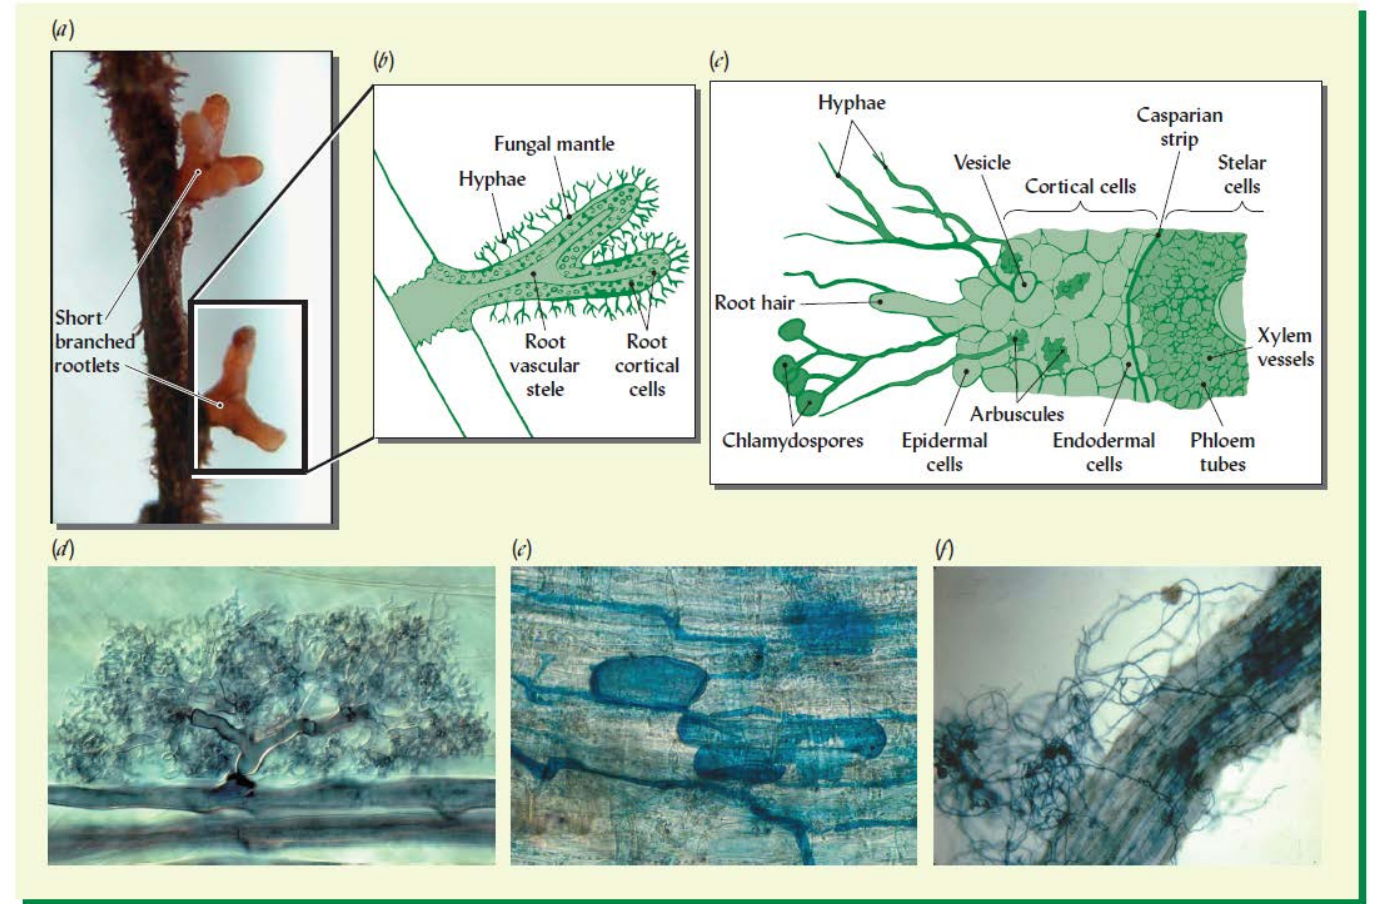 (a)
(b)
(c)
Short
branched
rootlets
Fungal mantle
Hyphae
Root
vascular
stele
Root
cortical
cells
Hyphae
Vesicle
Cortical cells
Casparian
strip
Stelar
cells
Root hair
Xylem
vessels
Chlamydospores
Epidermal
cells
Arbuscules
Endodermal
cells
Phloem
tubes
(d)
(e)
(f)